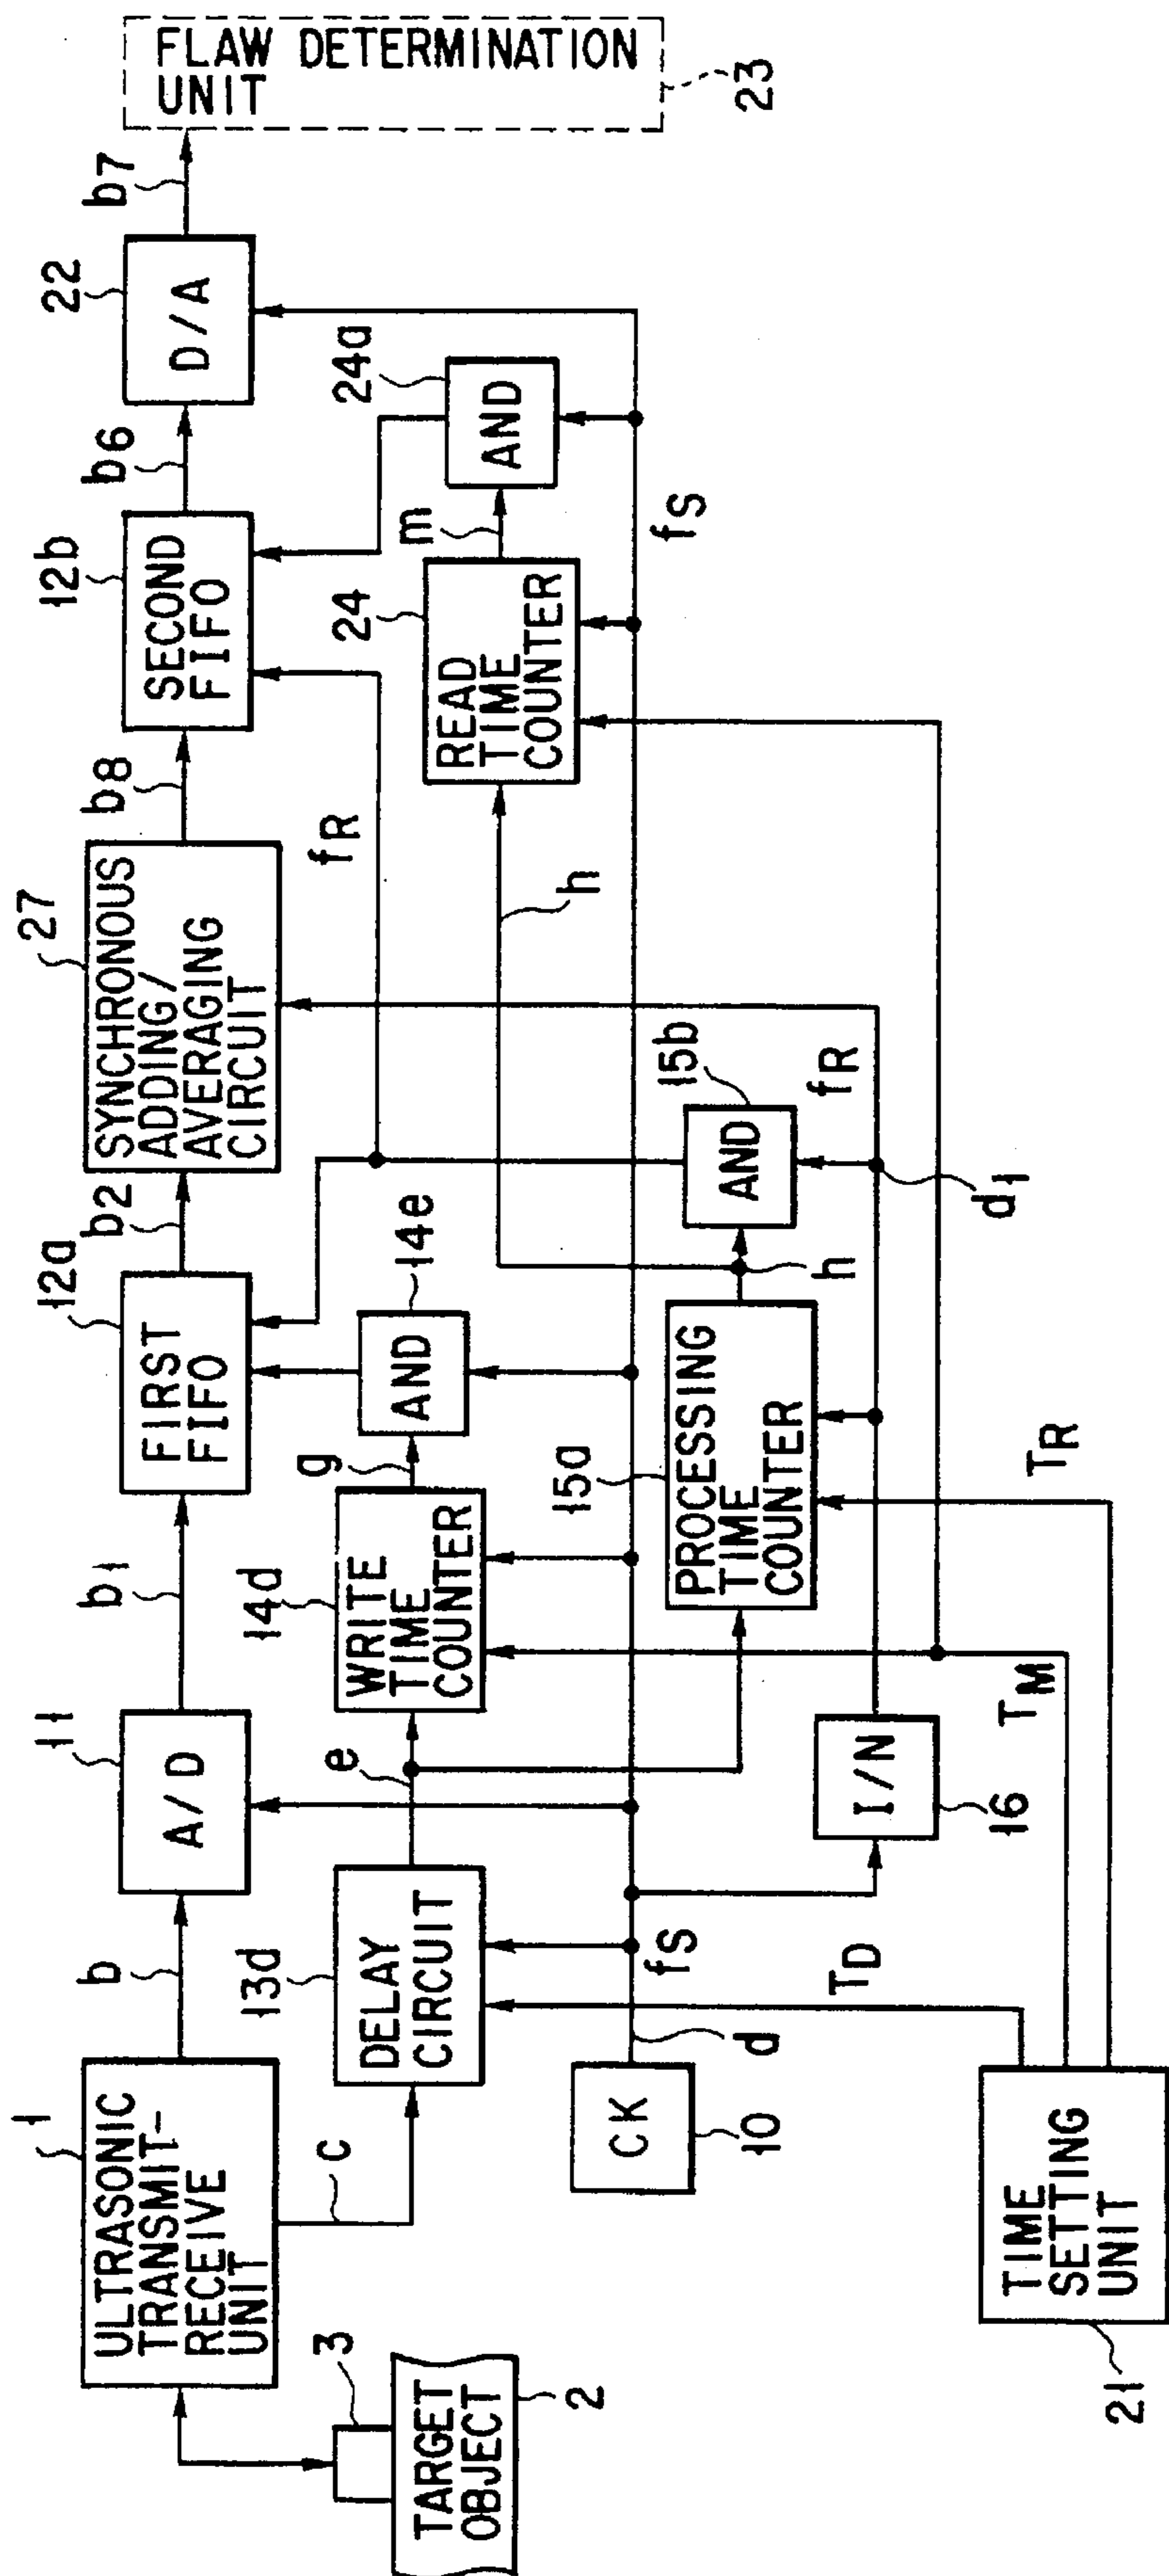 1
ULTRASONIC
TRANSMIT-
RECEIVE
UNIT
b
11
A/D
b1
12a
FIRST
FIFO
b2
27
SYNCHRONOUS
ADDING/
AVERAGING
CIRCUIT
b8
12b
SECOND
FIFO
b6
22
D/A
b7
FLAW DETERMINATION
UNIT
23
3
TARGET
OBJECT
2
c
13d
DELAY
CIRCUIT
e
14d
WRITE
TIME
COUNTER
g
14e
AND
fR
h
24
READ
TIME
COUNTER
m
24a
AND
CK
10
d
fS
fS
15a
PROCESSING
TIME
COUNTER
h
15b
AND
fR
d1
I/N
16
TD
TM
TR
TIME
SETTING
UNIT
21